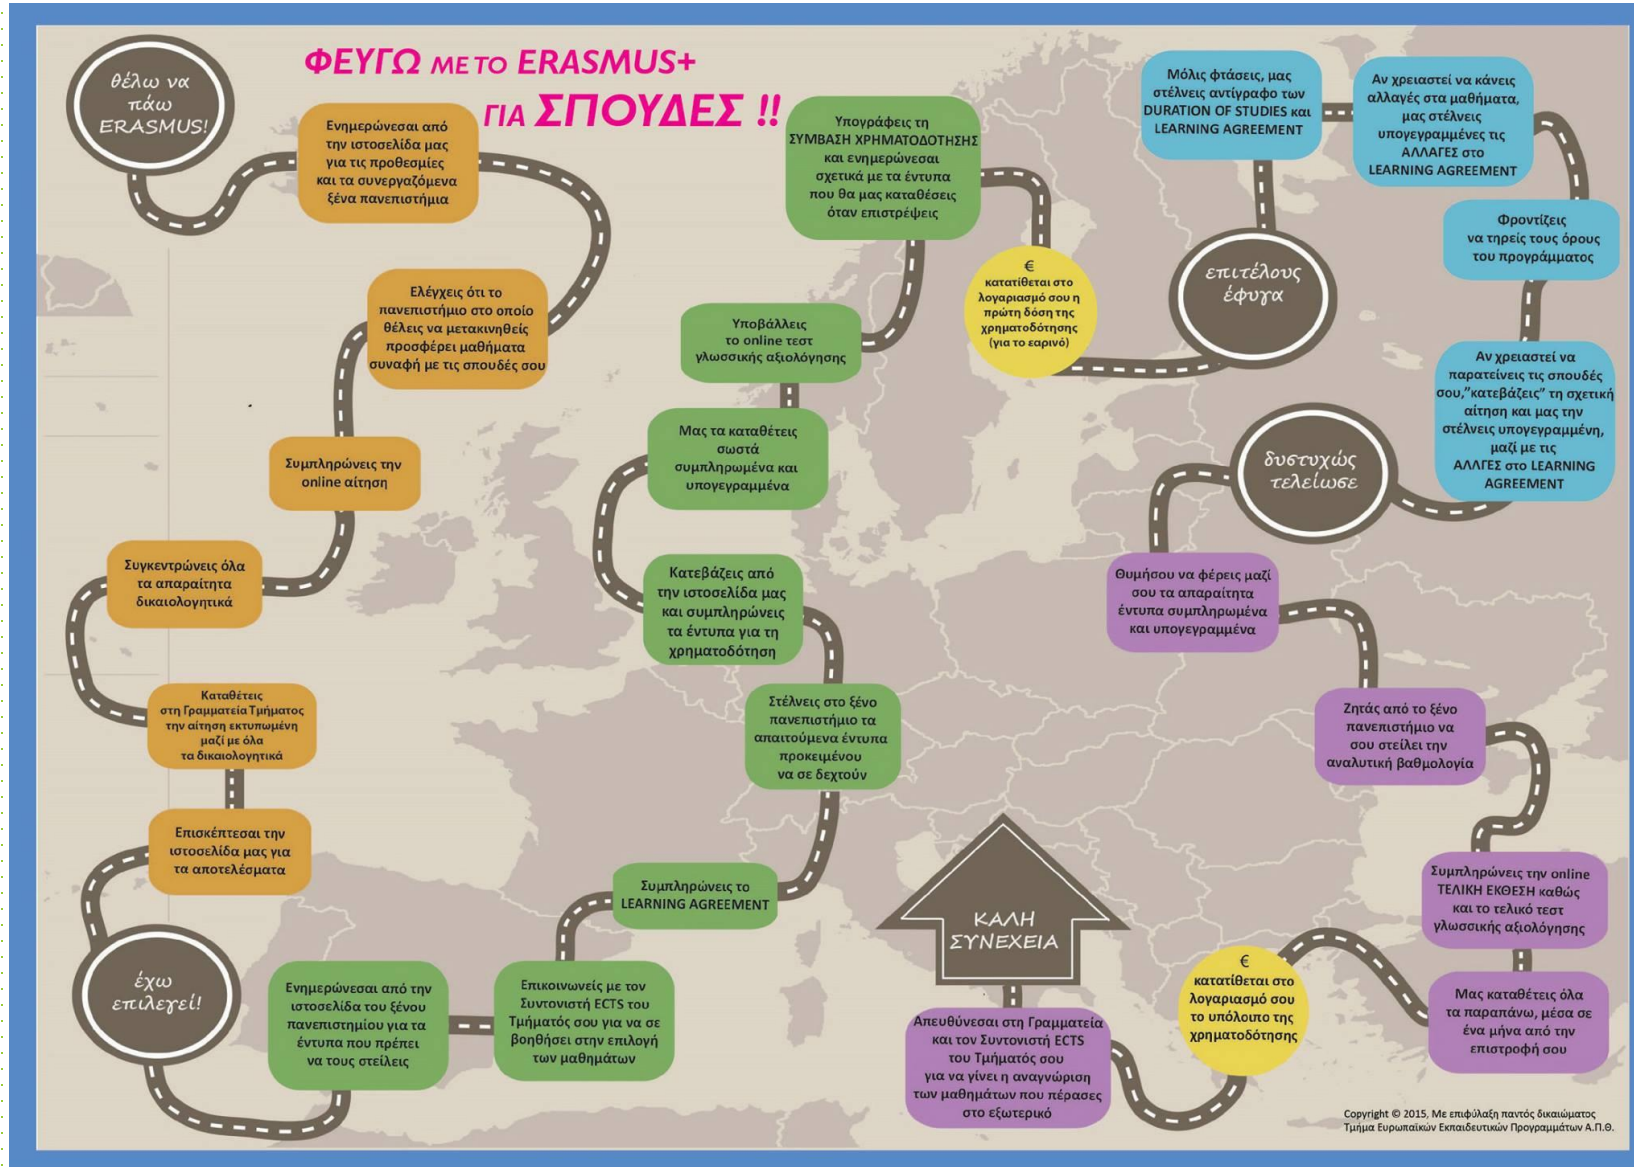 ΦΕΥΓΩ ΜΕ ΤΟ ERASMUS+
ΓΙΑ ΣΠΟΥΔΕΣ !!
θέλω να
πάω
ERASMUS!
Ενημερώνεσαι από
την ιστοσελίδα μας
για τις προθεσμίες
και τα συνεργαζόμενα
ξένα πανεπιστήμια
Ελέγχεις ότι το
πανεπιστήμιο στο οποίο
θέλεις να μετακινηθείς
προσφέρει μαθήματα
συναφή με τις σπουδές σου
Συμπληρώνεις την
online αίτηση
Συγκεντρώνεις όλα
τα απαραίτητα
δικαιολογητικά
Καταθέτεις
στη Γραμματεία Τμήματος
την αίτηση εκτυπωμένη
μαζί με όλα
τα δικαιολογητικά
Επισκέπτεσαι την
ιστοσελίδα μας για
τα αποτελέσματα
έχω
επιλεγεί!
Ενημερώνεσαι από την
ιστοσελίδα του ξένου
πανεπιστημίου για τα
έντυπα που πρέπει
να τους στείλεις
Επικοινωνείς με τον
Συντονιστή ECTS του
Τμήματός σου για να σε
βοηθήσει στην επιλογή
των μαθημάτων
Συμπληρώνεις το
LEARNING AGREEMENT
Στέλνεις στο ξένο
πανεπιστήμιο τα
απαιτούμενα έντυπα
προκειμένου
να σε δεχτούν
Κατεβάζεις από
την ιστοσελίδα μας
και συμπληρώνεις
τα έντυπα για τη
χρηματοδότηση
Μας τα καταθέτεις
σωστά
συμπληρωμένα και
υπογεγραμμένα
Υποβάλλεις
το online τεστ
γλωσσικής αξιολόγησης
Υπογράφεις τη
ΣΥΜΒΑΣΗ ΧΡΗΜΑΤΟΔΟΤΗΣΗΣ
και ενημερώνεσαι
σχετικά με τα έντυπα
που θα μας καταθέσεις
όταν επιστρέψεις
€
κατατίθεται στο
λογαριασμό σου η
πρώτη δόση της
χρηματοδότησης
(για το εαρινό)
επιτέλους
έφυγα
Μόλις φτάσεις, μας
στέλνεις αντίγραφο των
DURATION OF STUDIES και
LEARNING AGREEMENT
Αν χρειαστεί να κάνεις
αλλαγές στα μαθήματα,
μας στέλνεις
υπογεγραμμένες τις
ΑΛΛΑΓΕΣ στο
LEARNING AGREEMENT
Φροντίζεις
να τηρείς τους όρους
του προγράμματος
Αν χρειαστεί να
παρατείνεις τις σπουδές
σου,"κατεβάζεις" τη σχετική
αίτηση και μας την
στέλνεις υπογεγραμμένη,
μαζί με τις
ΑΛΛΓΕΣ στο LEARNING
AGREEMENT
δυστυχώς
τελείωσε
Θυμήσου να φέρεις μαζί
σου τα απαραίτητα
έντυπα συμπληρωμένα
και υπογεγραμμένα
Ζητάς από το ξένο
πανεπιστήμιο να
σου στείλει την
αναλυτική βαθμολογία
Συμπληρώνεις την online
ΤΕΛΙΚΗ ΕΚΘΕΣΗ καθώς
και το τελικό τεστ
γλωσσικής αξιολόγησης
Μας καταθέτεις όλα
τα παραπάνω, μέσα σε
ένα μήνα από την
επιστροφή σου
€
κατατίθεται στο
λογαριασμό σου
το υπόλοιπο της
χρηματοδότησης
Απευθύνεσαι στη Γραμματεία
και τον Συντονιστή ECTS
του Τμήματός σου
για να γίνει η αναγνώριση
των μαθημάτων που πέρασες
στο εξωτερικό
ΚΑΛΗ
ΣΥΝΕΧΕΙΑ
Copyright © 2015, Με επιφύλαξη παντός δικαιώματος
Τμήμα Ευρωπαϊκών Εκπαιδευτικών Προγραμμάτων Α.Π.Θ.